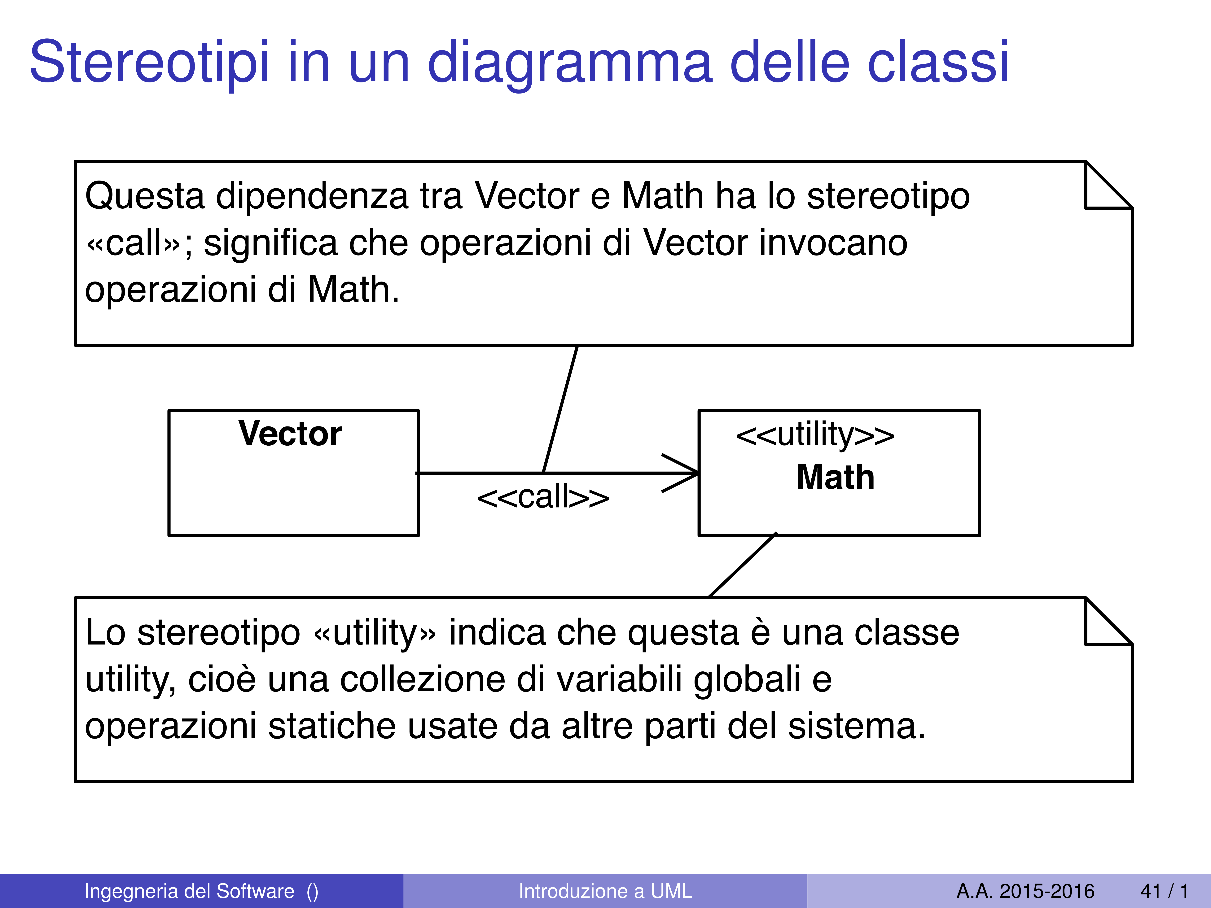 Stereotipi in un diagramma delle classi
Questa dipendenza tra Vector e Math ha lo stereotipo
«call»; significa che operazioni di Vector invocano
operazioni di Math.
Vector
<<call>>
<<utility>>
Math
Lo stereotipo «utility» indica che questa è una classe
utility, cioè una collezione di variabili globali e
operazioni statiche usate da altre parti del sistema.
Ingegneria del Software ()
Introduzione a UML
A.A. 2015-2016
41 / 1